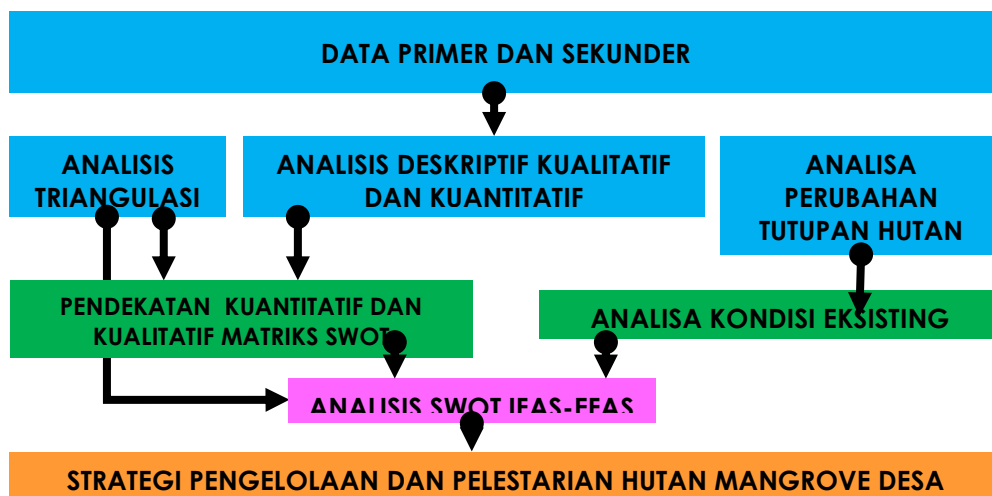 DATA PRIMER DAN SEKUNDER
ANALISIS
TRIANGULASI
ANALISIS DESKRIPTIF KUALITATIF
DAN KUANTITATIF
ANALISA
PERUBAHAN
TUTUPAN HUTAN
PENDEKATAN KUANTITATIF DAN
KUALITATIF MATRIKS SWOT
ANALISA KONDISI EKSISTING
ANALISIS SWOT IFAS-EFAS
STRATEGI PENGELOLAAN DAN PELESTARIAN HUTAN MANGROVE DESA